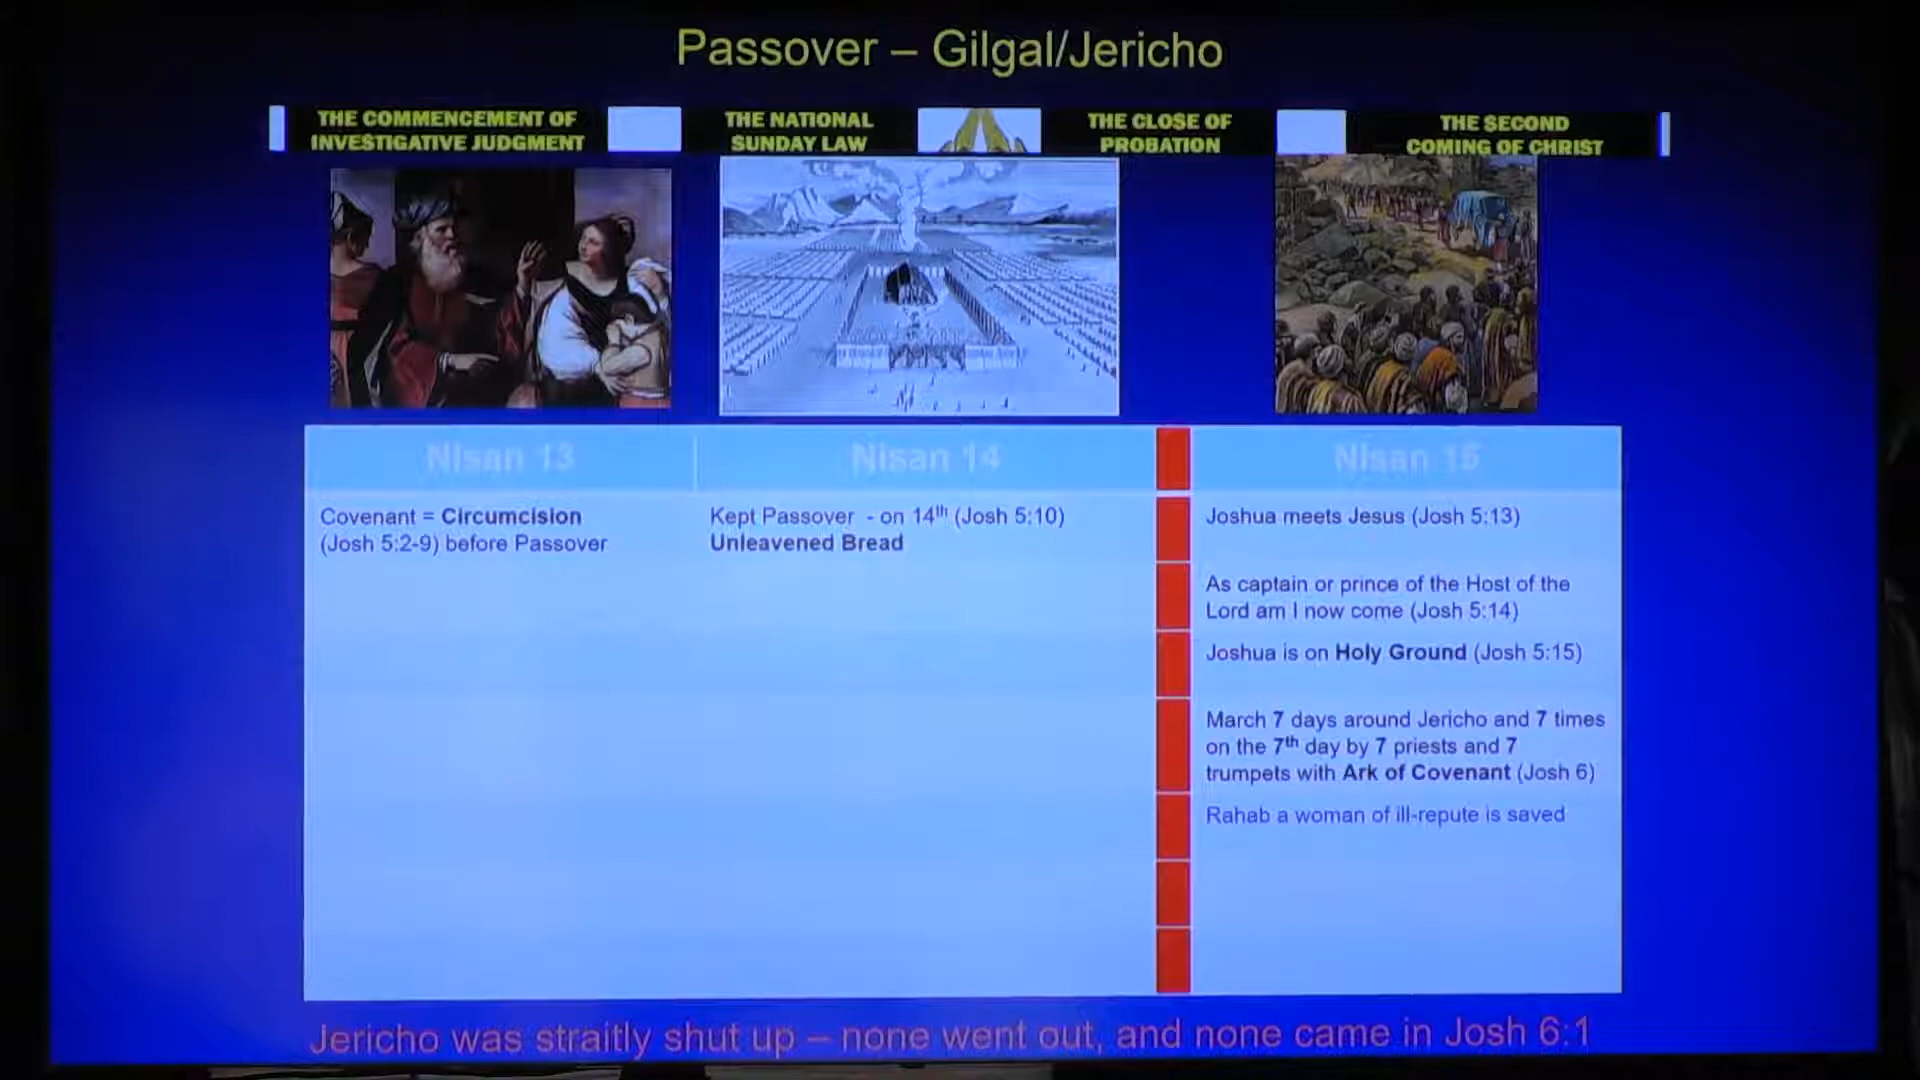 Passover – Gilgal/Jericho
THE COMMENCEMENT OF
INVESTIGATIVE JUDGMENT
THE NATIONAL
SUNDAY LAW
THE CLOSE OF
PROBATION
THE SECOND
COMING OF CHRIST
Nisan 13
Nisan 14
Nisan 15
Covenant = Circumcision
(Josh 5:2-9) before Passover
Kept Passover - on 14th (Josh 5:10)
Unleavened Bread
Joshua meets Jesus (Josh 5:13)
As captain or prince of the Host of the
Lord am I now come (Josh 5:14)
Joshua is on Holy Ground (Josh 5:15)
March 7 days around Jericho and 7 times
on the 7th day by 7 priests and 7
trumpets with Ark of Covenant (Josh 6)
Rahab a woman of ill-repute is saved
Jericho was straitly shut up – none went out, and none came in Josh 6:1